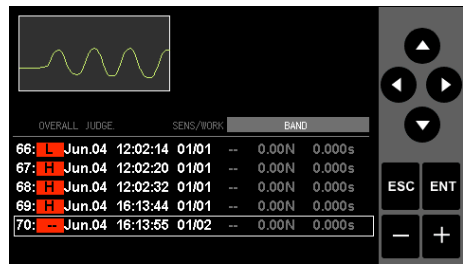 OVERALL JUDGE. SENS/WORK BAND
66: L Jun.04 12:02:14 01/01 -- 0.00N 0.000s
67: H Jun.04 12:02:20 01/01 -- 0.00N 0.000s
68: H Jun.04 12:02:32 01/01 -- 0.00N 0.000s
69: H Jun.04 16:13:44 01/01 -- 0.00N 0.000s
70: -- Jun.04 16:13:55 01/02 -- 0.00N 0.000s
ESC ENT
− +